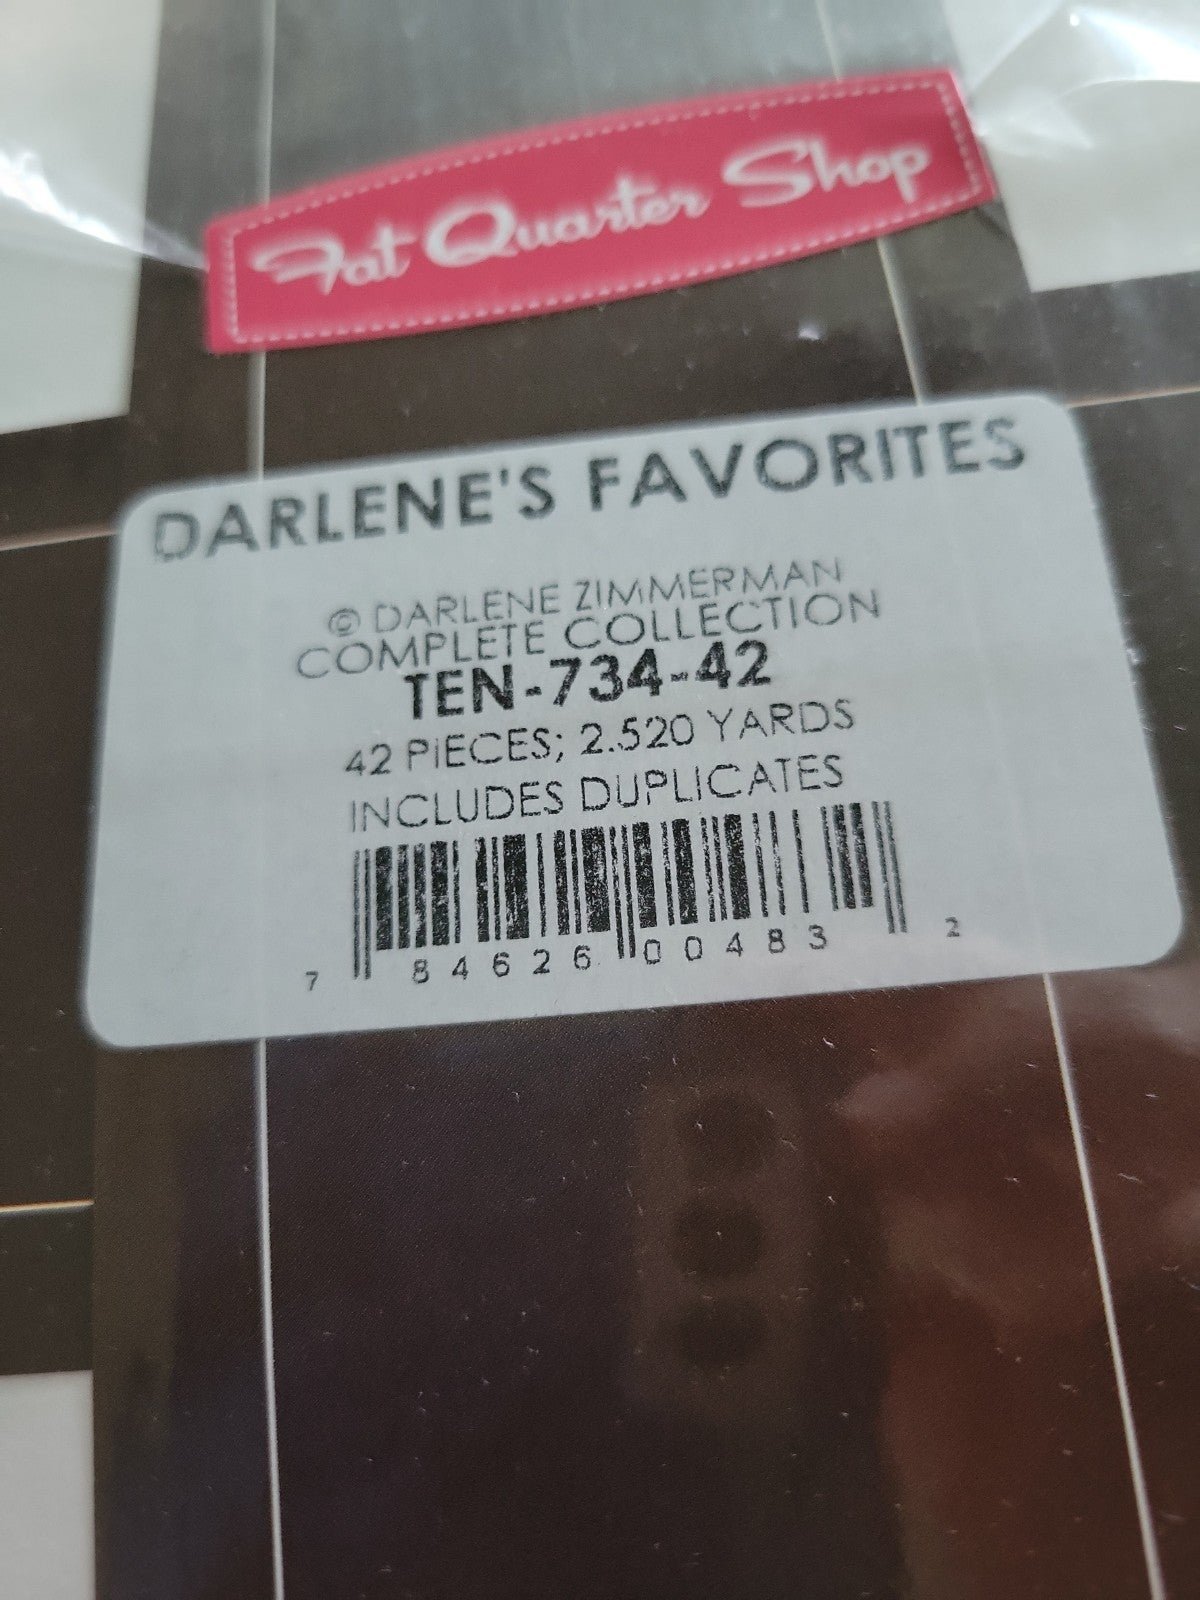 Fat Quarter Shop
DARLENE'S FAVORITES
© DARLENE ZIMMERMAN
COMPLETE COLLECTION
TEN-734-42
42 PIECES; 2.520 YARDS
INCLUDES DUPLICATES
7 84626 00483 2